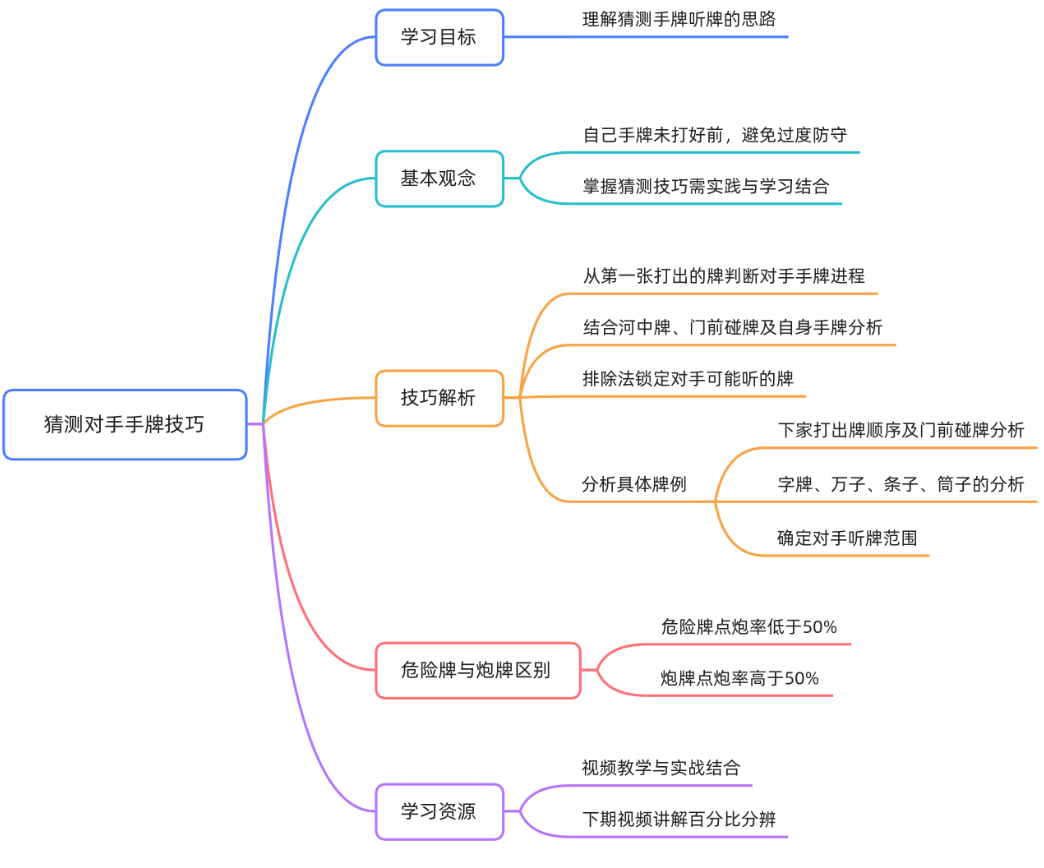 猜测对手手牌技巧
学习目标
理解猜测手牌听牌的思路
基本观念
自己手牌未打好前，避免过度防守
掌握猜测技巧需实践与学习结合
技巧解析
从第一张打出的牌判断对手手牌进程
结合河中牌、门前碰牌及自身手牌分析
排除法锁定对手可能听的牌
分析具体牌例
下家打出牌顺序及门前碰牌分析
字牌、万子、条子、筒子的分析
确定对手听牌范围
危险牌与炮牌区别
危险牌点炮率低于50%
炮牌点炮率高于50%
学习资源
视频教学与实战结合
下期视频讲解百分比分辨